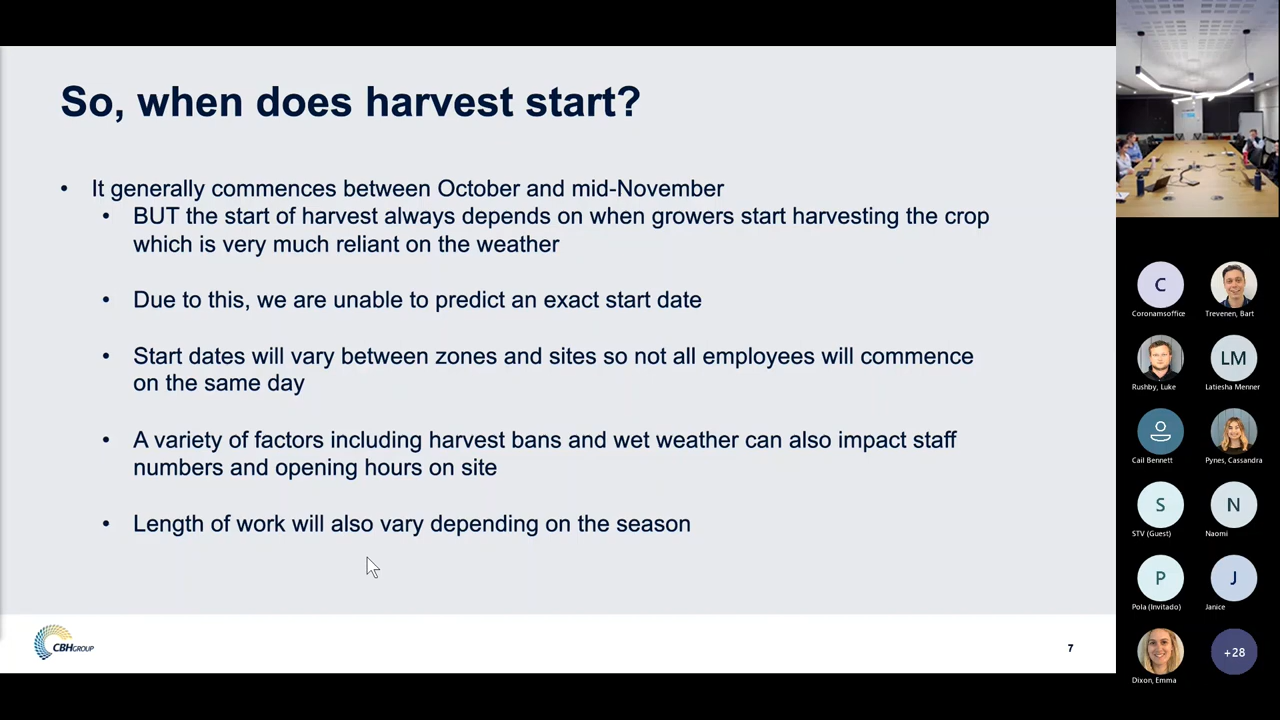 So, when does harvest start?
• It generally commences between October and mid-November
• BUT the start of harvest always depends on when growers start harvesting the crop
which is very much reliant on the weather
• Due to this, we are unable to predict an exact start date
• Start dates will vary between zones and sites so not all employees will commence
on the same day
• A variety of factors including harvest bans and wet weather can also impact staff
numbers and opening hours on site
• Length of work will also vary depending on the season
CBHGROUP
7
C
Coronamsoffice
Trevenen, Bart
Rushby, Luke
LM
Latiesha Menner
Cail Bennett
Pynes, Cassandra
S
STV (Guest)
N
Naomi
P
Pola (Invitado)
J
Janice
Dixon, Emma
+28